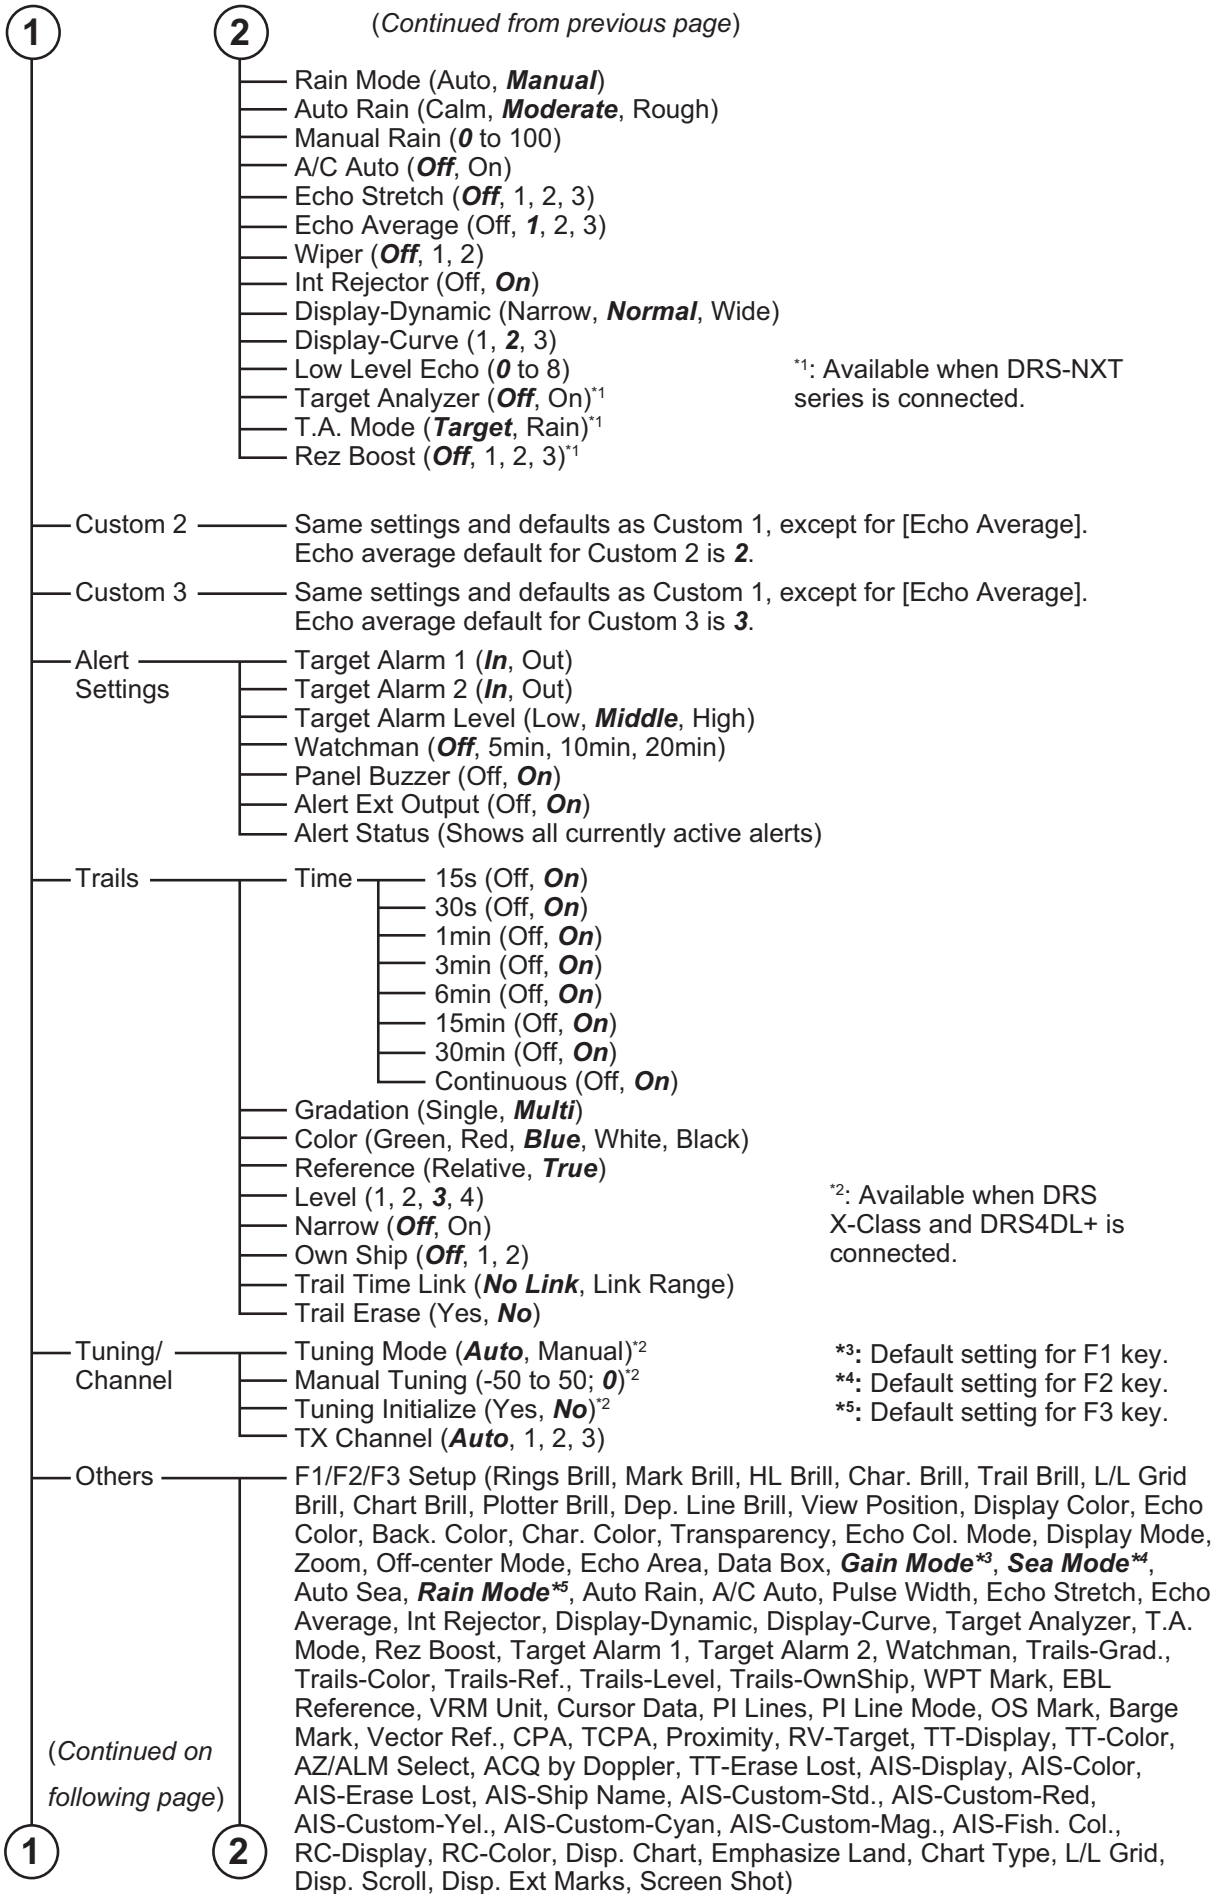 1
2
(Continued from previous page)
Rain Mode (Auto, Manual)
Auto Rain (Calm, Moderate, Rough)
Manual Rain (0 to 100)
A/C Auto (Off, On)
Echo Stretch (Off, 1, 2, 3)
Echo Average (Off, 1, 2, 3)
Wiper (Off, 1, 2)
Int Rejector (Off, On)
Display-Dynamic (Narrow, Normal, Wide)
Display-Curve (1, 2, 3)
Low Level Echo (0 to 8)
Target Analyzer (Off, On)*1
T.A. Mode (Target, Rain)*1
Rez Boost (Off, 1, 2, 3)*1
*1: Available when DRS-NXT
series is connected.
Custom 2
Same settings and defaults as Custom 1, except for [Echo Average].
Echo average default for Custom 2 is 2.
Custom 3
Same settings and defaults as Custom 1, except for [Echo Average].
Echo average default for Custom 3 is 3.
Alert
Settings
Target Alarm 1 (In, Out)
Target Alarm 2 (In, Out)
Target Alarm Level (Low, Middle, High)
Watchman (Off, 5min, 10min, 20min)
Panel Buzzer (Off, On)
Alert Ext Output (Off, On)
Alert Status (Shows all currently active alerts)
Trails
Time
15s (Off, On)
30s (Off, On)
1min (Off, On)
3min (Off, On)
6min (Off, On)
15min (Off, On)
30min (Off, On)
Continuous (Off, On)
Gradation (Single, Multi)
Color (Green, Red, Blue, White, Black)
Reference (Relative, True)
Level (1, 2, 3, 4)
Narrow (Off, On)
Own Ship (Off, 1, 2)
Trail Time Link (No Link, Link Range)
Trail Erase (Yes, No)
*2: Available when DRS
X-Class and DRS4DL+ is
connected.
Tuning/
Channel
Tuning Mode (Auto, Manual)*2
Manual Tuning (-50 to 50; 0)*2
Tuning Initialize (Yes, No)*2
TX Channel (Auto, 1, 2, 3)
*3: Default setting for F1 key.
*4: Default setting for F2 key.
*5: Default setting for F3 key.
Others
F1/F2/F3 Setup (Rings Brill, Mark Brill, HL Brill, Char. Brill, Trail Brill, L/L Grid
Brill, Chart Brill, Plotter Brill, Dep. Line Brill, View Position, Display Color, Echo
Color, Back. Color, Char. Color, Transparency, Echo Col. Mode, Display Mode,
Zoom, Off-center Mode, Echo Area, Data Box, Gain Mode*3, Sea Mode*4,
Auto Sea, Rain Mode*5, Auto Rain, A/C Auto, Pulse Width, Echo Stretch, Echo
Average, Int Rejector, Display-Dynamic, Display-Curve, Target Analyzer, T.A.
Mode, Rez Boost, Target Alarm 1, Target Alarm 2, Watchman, Trails-Grad.,
Trails-Color, Trails-Ref., Trails-Level, Trails-OwnShip, WPT Mark, EBL
Reference, VRM Unit, Cursor Data, PI Lines, PI Line Mode, OS Mark, Barge
Mark, Vector Ref., CPA, TCPA, Proximity, RV-Target, TT-Display, TT-Color,
AZ/ALM Select, ACQ by Doppler, TT-Erase Lost, AIS-Display, AIS-Color,
AIS-Erase Lost, AIS-Ship Name, AIS-Custom-Std., AIS-Custom-Red,
AIS-Custom-Yel., AIS-Custom-Cyan, AIS-Custom-Mag., AIS-Fish. Col.,
RC-Display, RC-Color, Disp. Chart, Emphasize Land, Chart Type, L/L Grid,
Disp. Scroll, Disp. Ext Marks, Screen Shot)
(Continued on
following page)
1
2